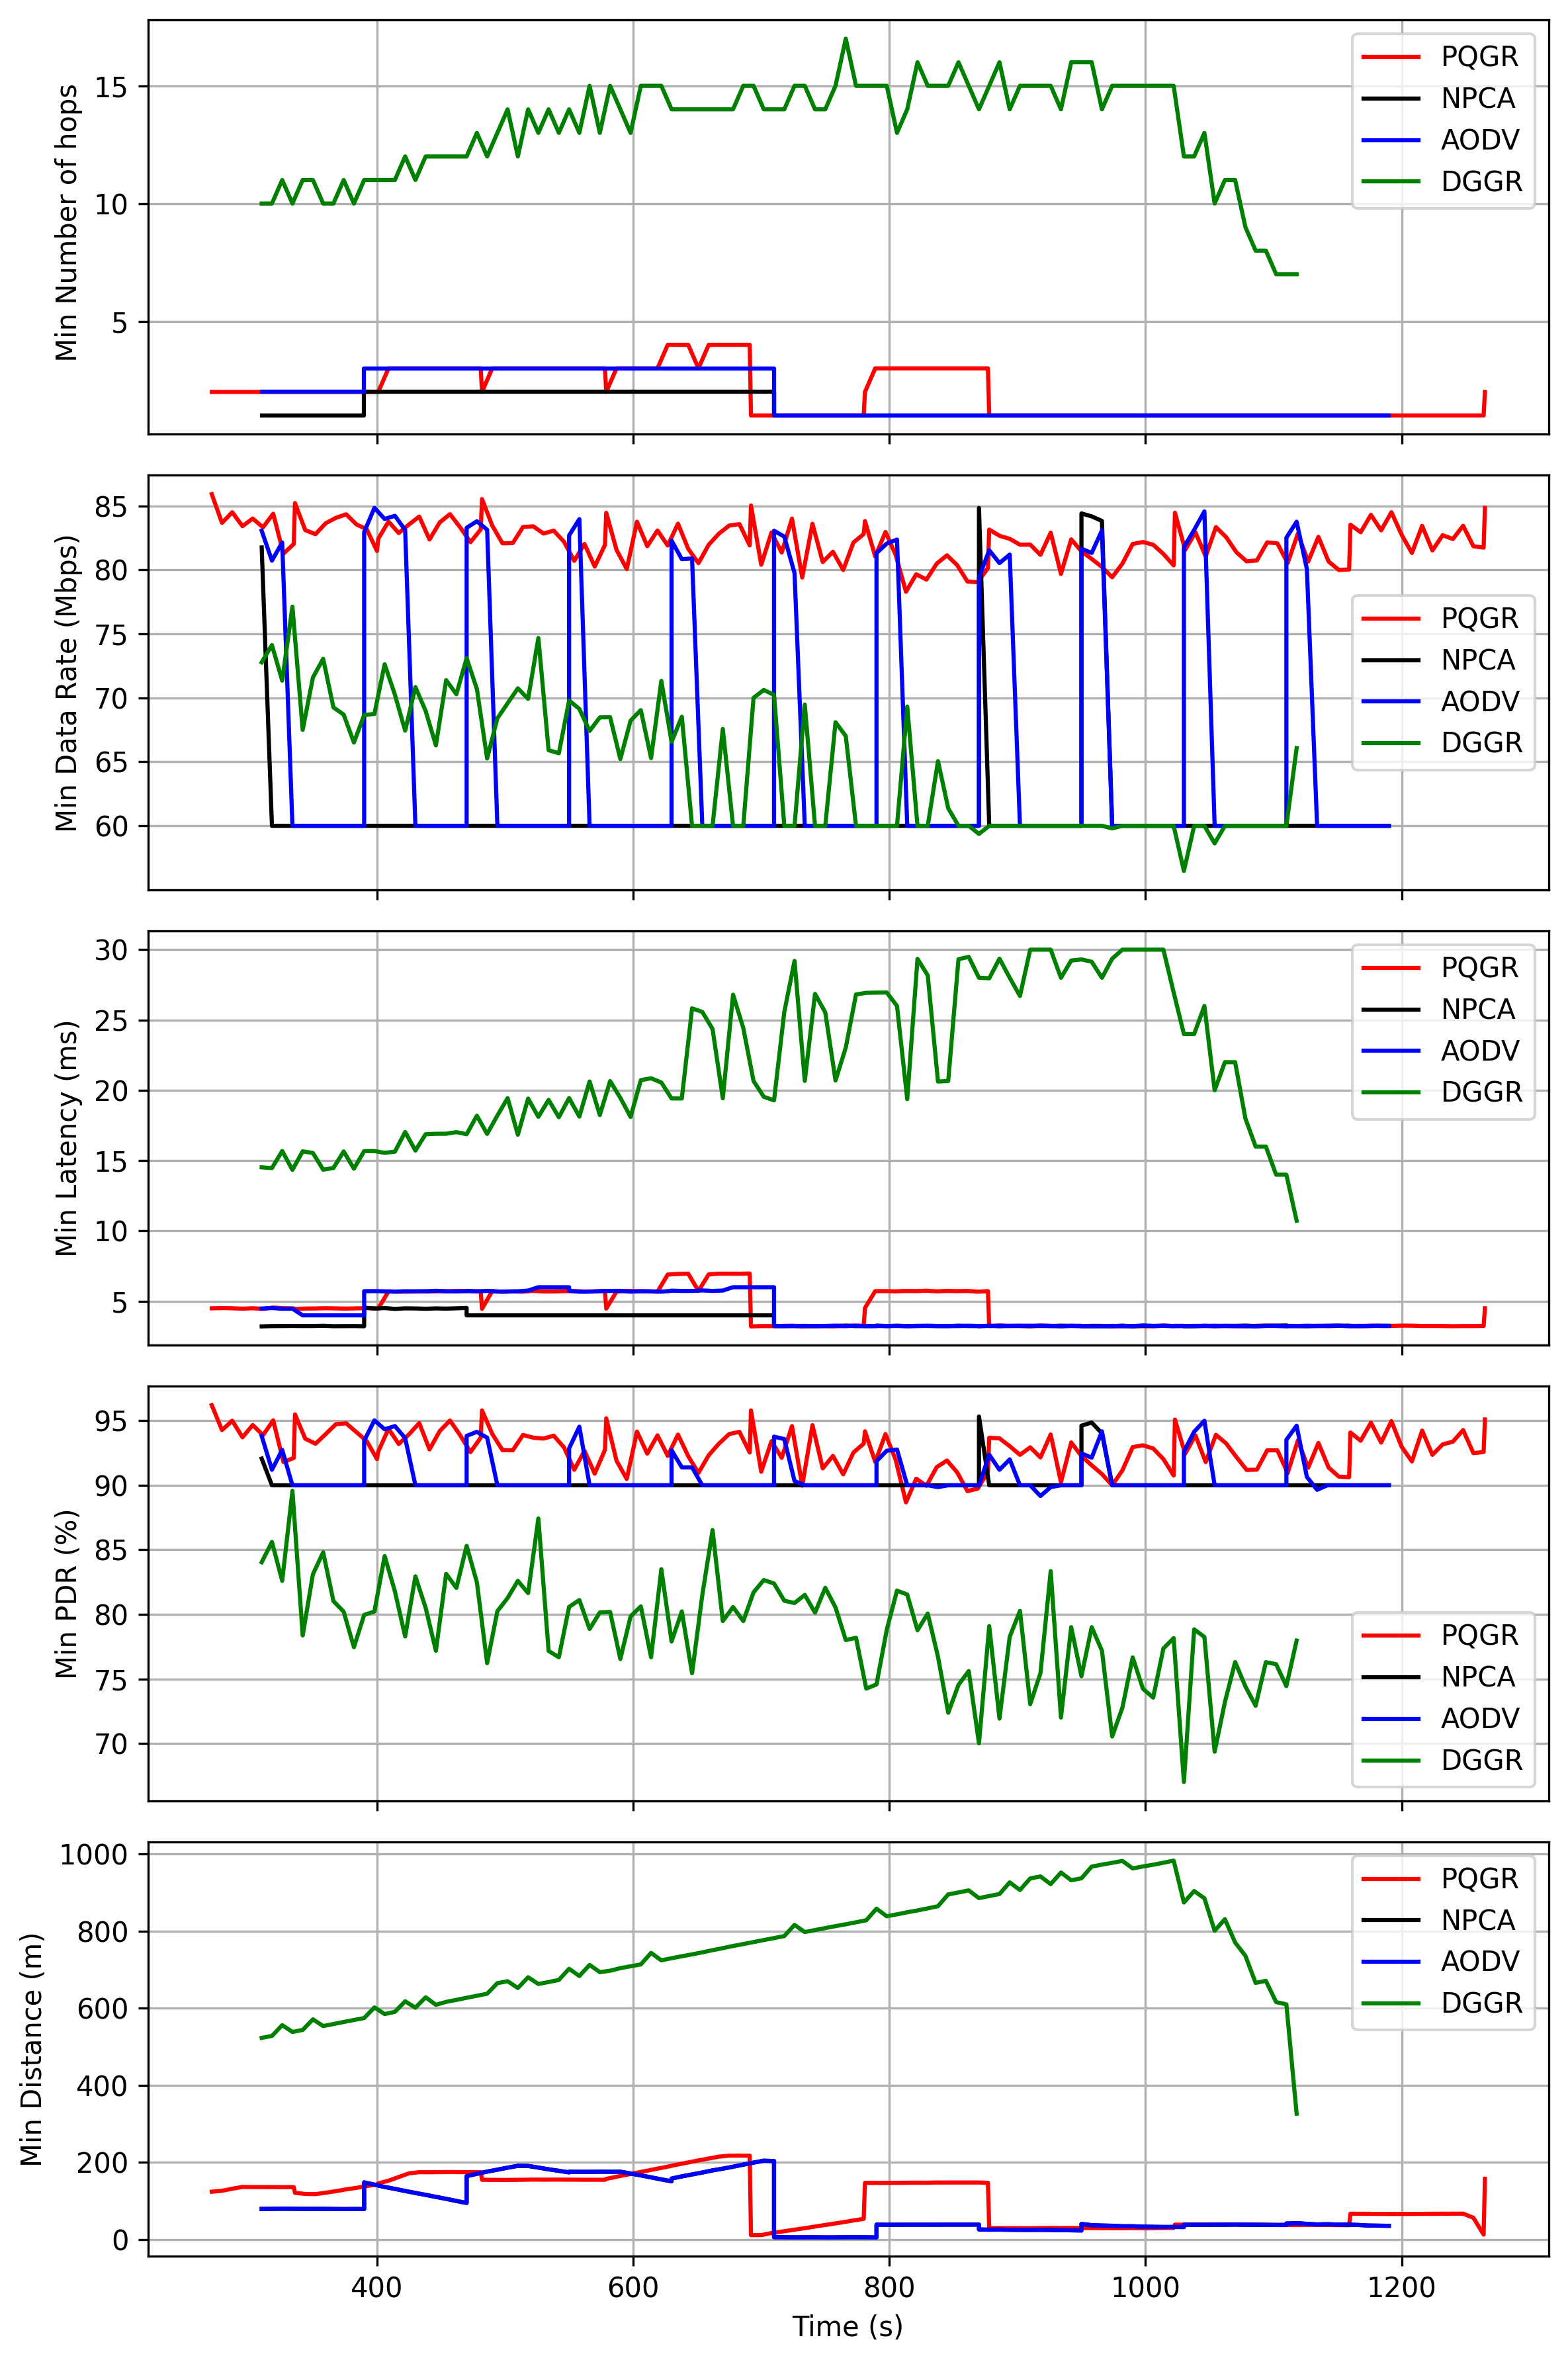 Min Number of hops
15
10
5
PQGR
NPCA
AODV
DGGR
Min Data Rate (Mbps)
85
80
75
70
65
60
PQGR
NPCA
AODV
DGGR
Min Latency (ms)
30
25
20
15
10
5
PQGR
NPCA
AODV
DGGR
Min PDR (%)
95
90
85
80
75
70
PQGR
NPCA
AODV
DGGR
Min Distance (m)
1000
800
600
400
200
0
PQGR
NPCA
AODV
DGGR
400 600 800 1000 1200
Time (s)